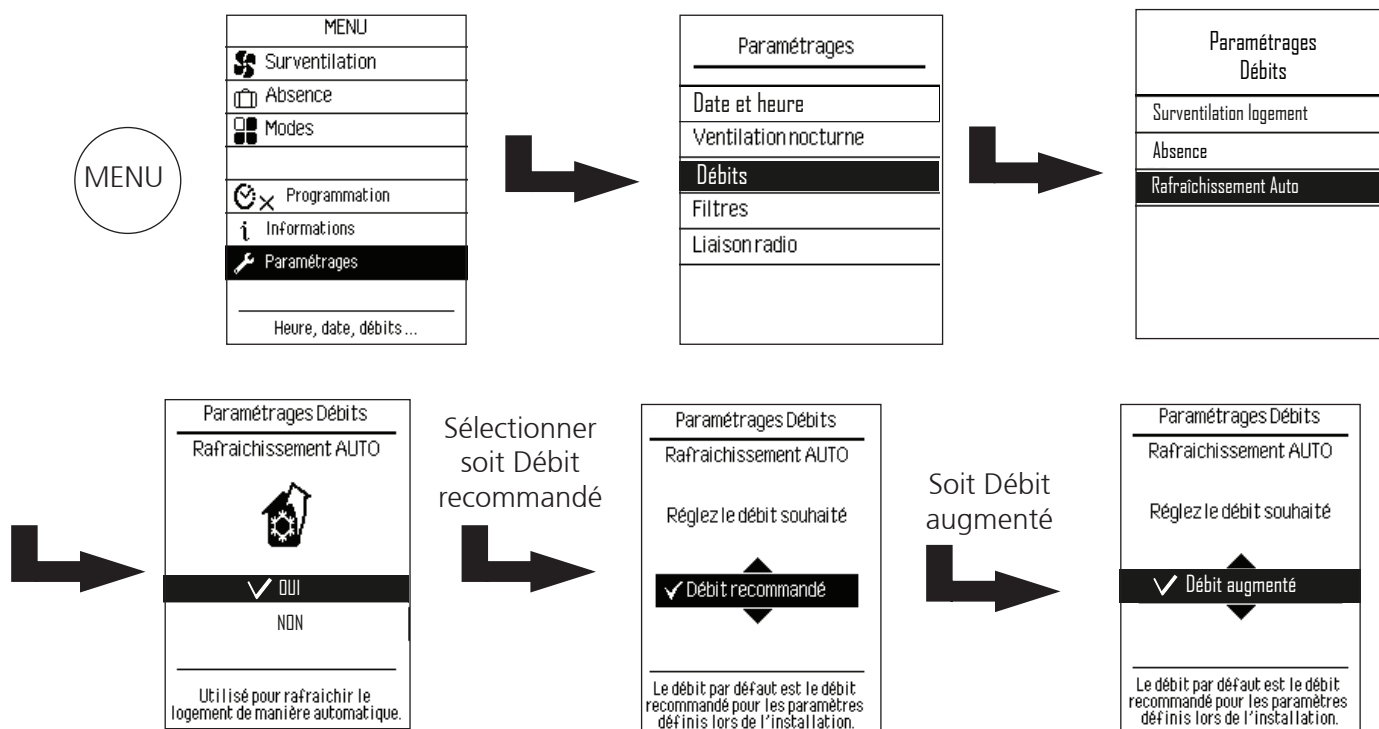 MENU
MENU
Surventilation
Absence
Modes
Programmation
i Informations
Paramétrages
Heure, date, débits ...
Paramétrages
Date et heure
Ventilation nocturne
Débits
Filtres
Liaison radio
Paramétrages
Débits
Surventilation logement
Absence
Rafraîchissement Auto
Paramétrages Débits
Rafraichissement AUTO
OUI
NON
Utilisé pour rafraichir le
logement de manière automatique.
Sélectionner
soit Débit
recommandé
Paramétrages Débits
Rafraichissement AUTO
Réglez le débit souhaité
Débit recommandé
Le débit par défaut est le débit
recommandé pour les paramètres
définis lors de l'installation.
Soit Débit
augmenté
Paramétrages Débits
Rafraichissement AUTO
Réglez le débit souhaité
Débit augmenté
Le débit par défaut est le débit
recommandé pour les paramètres
définis lors de l'installation.